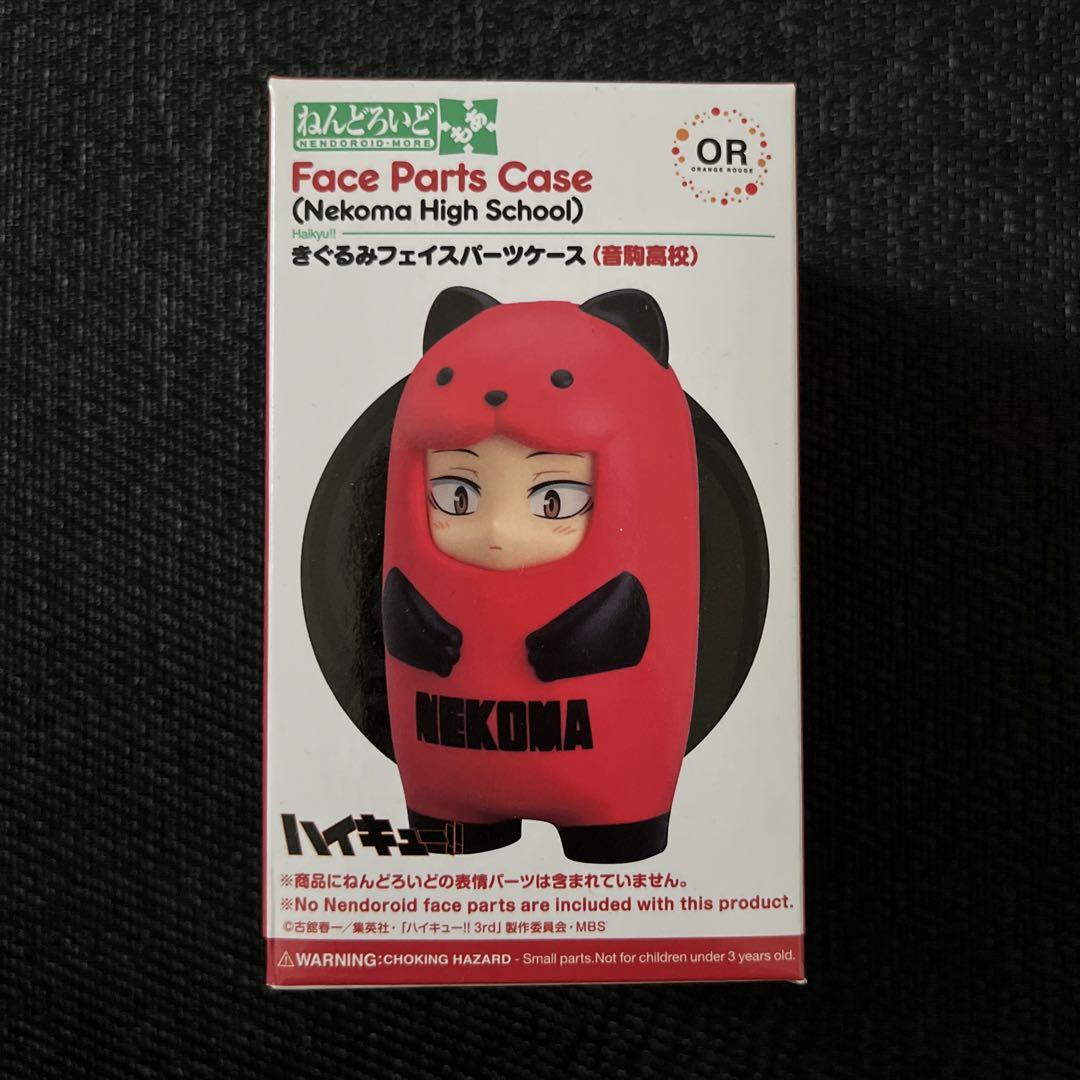 ねんどろいど もあ
NENDOROID·MORE
OR
ORANGE ROUGE
Face Parts Case
(Nekoma High School)
Haikyu!!
きぐるみフェイスパーツケース(音駒高校)
NEKOMA
ハイキュー!!
※商品にねんどろいどの表情パーツは含まれていません。
※No Nendoroid face parts are included with this product.
©古舘春一/集英社・「ハイキュー!! 3rd」製作委員会・MBS
⚠WARNING:CHOKING HAZARD - Small parts.Not for children under 3 years old.